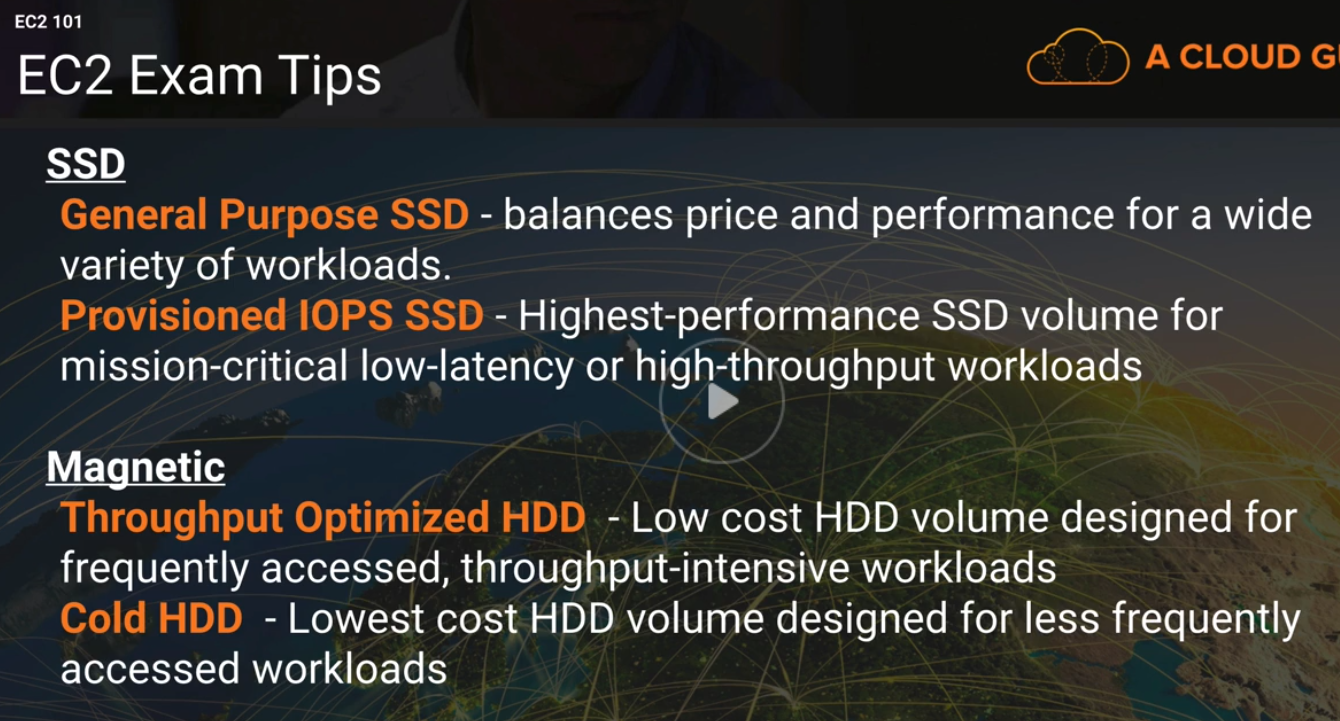 EC2 101
EC2 Exam Tips
A CLOUD G
SSD
General Purpose SSD - balances price and performance for a wide
variety of workloads.
Provisioned IOPS SSD - Highest-performance SSD volume for
mission-critical low-latency or high-throughput workloads
Magnetic
Throughput Optimized HDD - Low cost HDD volume designed for
frequently accessed, throughput-intensive workloads
Cold HDD - Lowest cost HDD volume designed for less frequently
accessed workloads